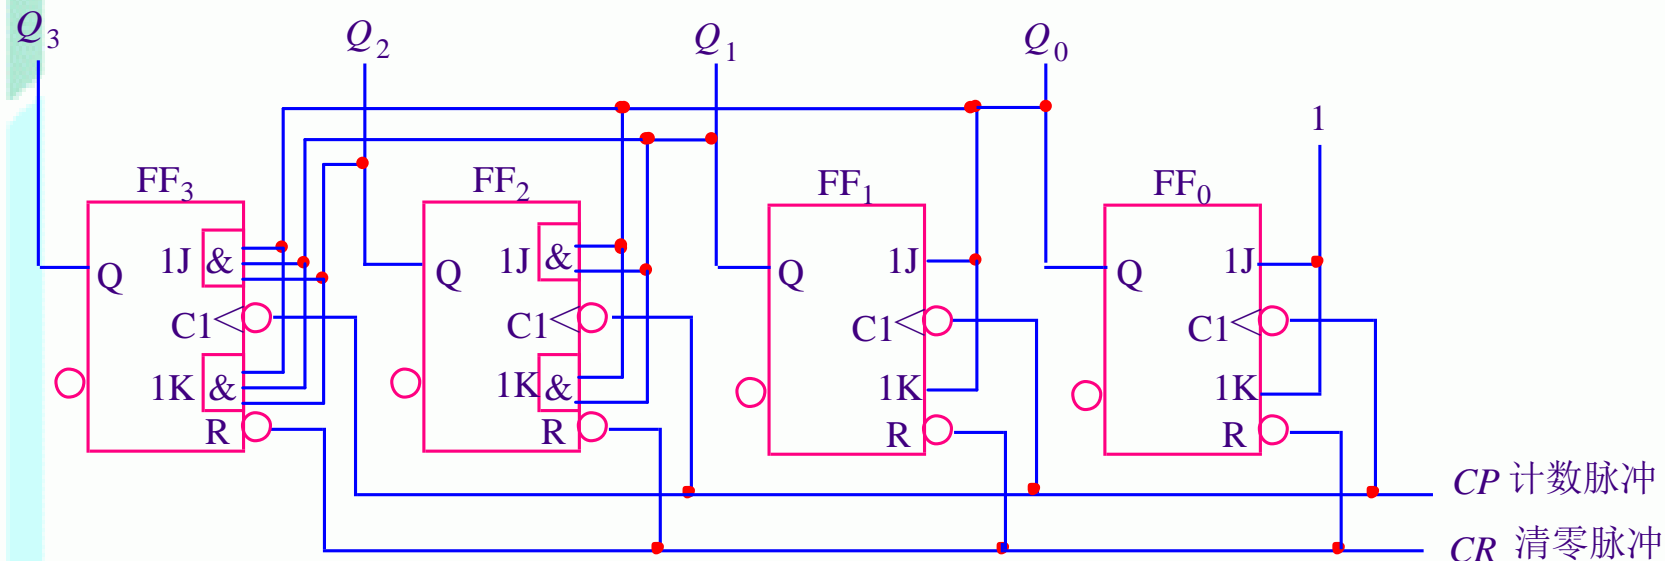 Q3 Q2 Q1 Q0
1
FF3 FF2 FF1 FF0
1J & 1J & 1J 1J
Q Q Q Q
C1 C1 C1 C1
1K & 1K & 1K 1K
R R R R
CP 计数脉冲
CR 清零脉冲